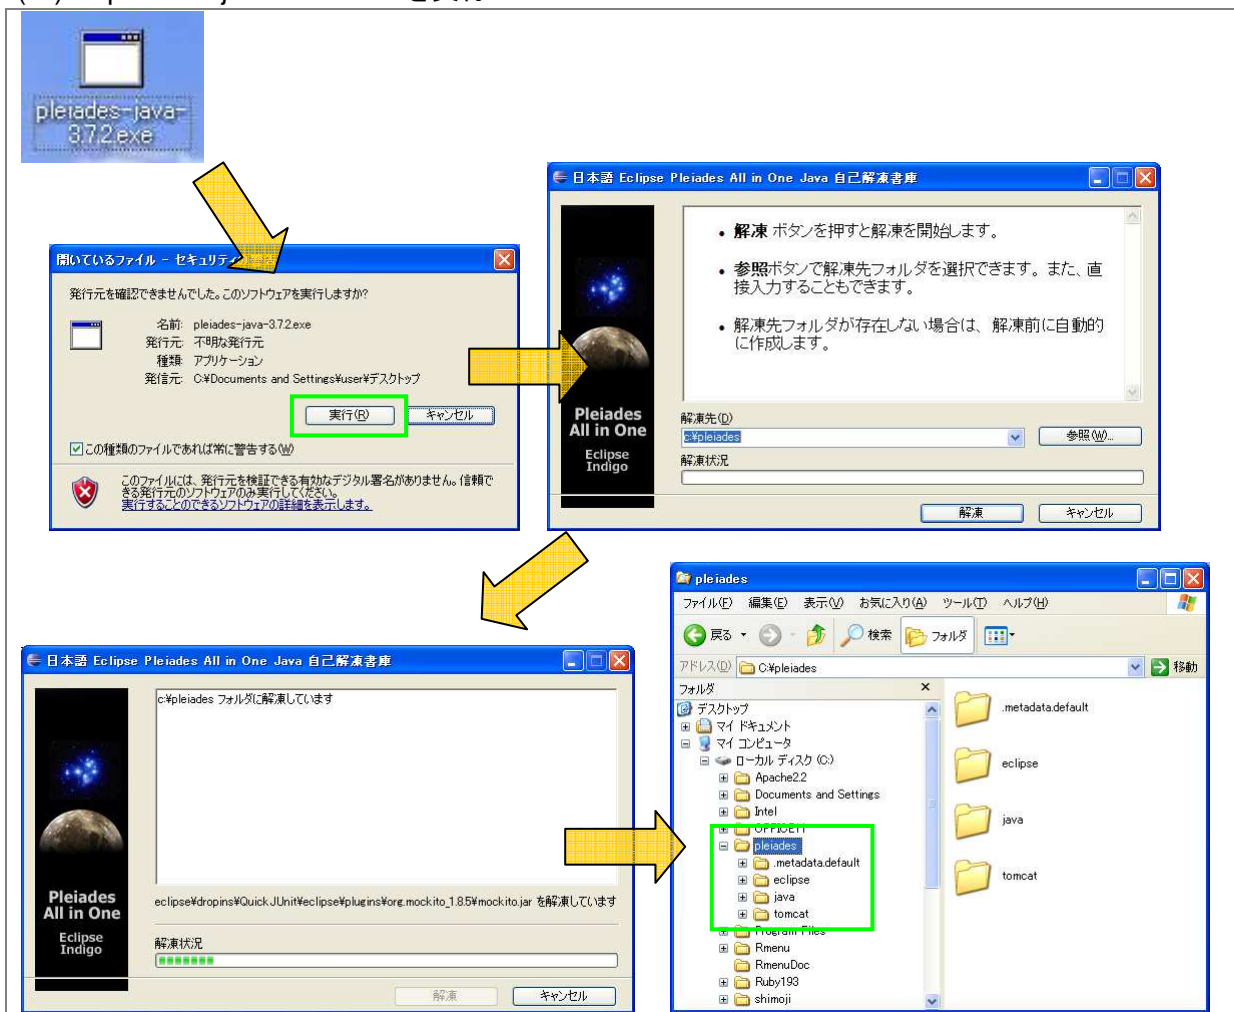 pleiades-java-
3.7.2.exe
開いているファイル - セキュリティ
発行元を確認できませんでした。このソフトウェアを実行しますか?
名前: pleiades-java-3.7.2.exe
発行元: 不明な発行元
種類: アプリケーション
発信元: C:¥Documents and Settings¥user¥デスクトップ
実行(R)
キャンセル
この種類のファイルであれば常に警告する(W)
このファイルには、発行元を検証できる有効なデジタル署名がありません。信頼で
きる発行元のソフトウェアのみ実行してください。
実行することのできるソフトウェアの詳細を表示します。
日本語 Eclipse Pleiades All in One Java 自己解凍書庫
• 解凍 ボタンを押すと解凍を開始します。
• 参照ボタンで解凍先フォルダを選択できます。また、直
接入力することもできます。
• 解凍先フォルダが存在しない場合は、解凍前に自動的
に作成します。
Pleiades
All in One
Eclipse
Indigo
解凍先(D)
c:¥pleiades
参照(W)...
解凍状況
解凍
キャンセル
日本語 Eclipse Pleiades All in One Java 自己解凍書庫
c:¥pleiades フォルダに解凍しています
Pleiades
All in One
Eclipse
Indigo
eclipse¥dropins¥QuickJUnit¥eclipse¥plugins¥org.mockito_1.8.5¥mockito.jar を解凍しています
解凍状況
解凍
キャンセル
pleiades
ファイル(F) 編集(E) 表示(V) お気に入り(A) ツール(T) ヘルプ(H)
戻る
検索
フォルダ
アドレス(D) C:¥pleiades
移動
フォルダ
デスクトップ
マイ ドキュメント
マイ コンピュータ
ローカル ディスク (C:)
Apache2.2
Documents and Settings
Intel
OFFICE11
pleiades
.metadata.default
eclipse
java
tomcat
Program Files
Rmenu
RmenuDoc
Ruby193
shimoji
.metadata.default
eclipse
java
tomcat